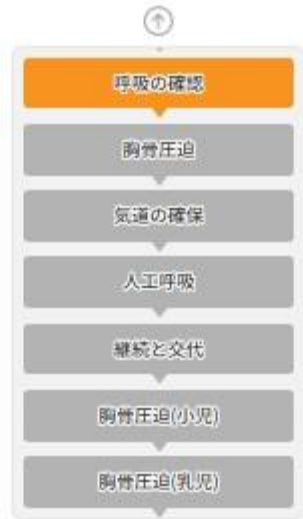 呼吸の確認
胸骨圧迫
気道の確保
人工呼吸
継続と交代
胸骨圧迫(小児)
胸骨圧迫(乳児)